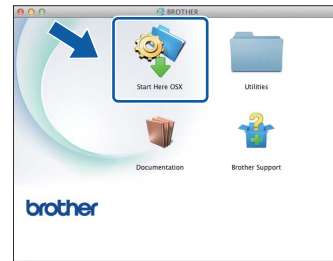 BROTHER
Start Here OSX
Utilities
Documentation
Brother Support
brother